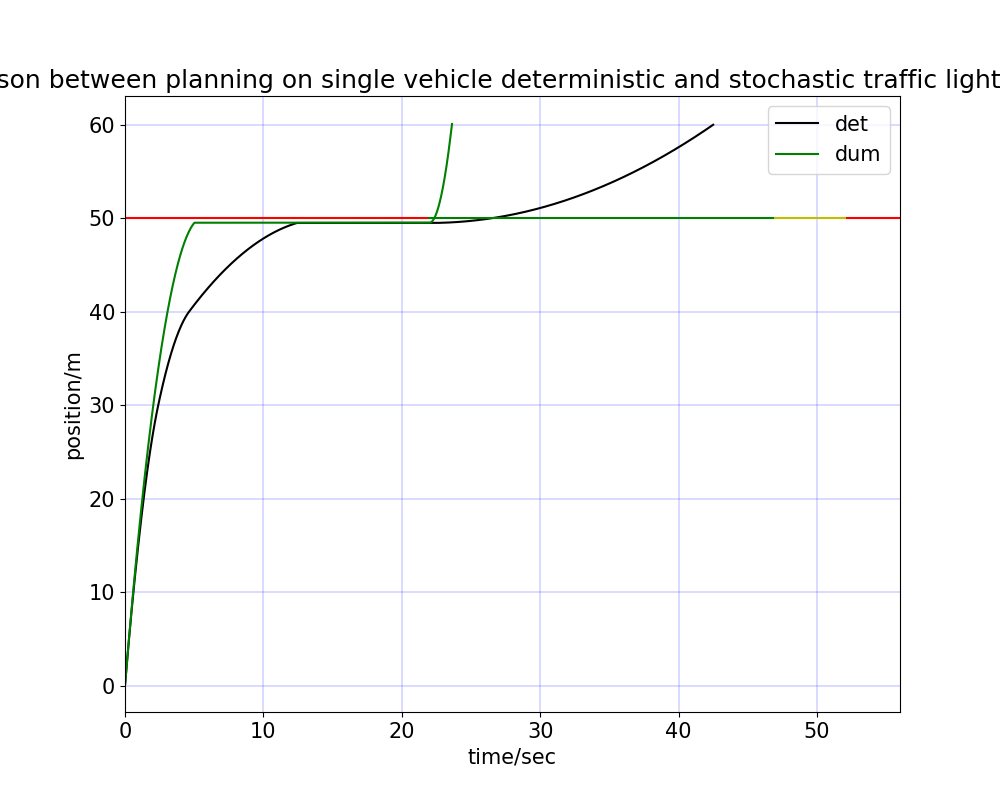 son between planning on single vehicle deterministic and stochastic traffic light
det
dum
60
50
40
30
20
10
0
position/m
0 10 20 30 40 50
time/sec